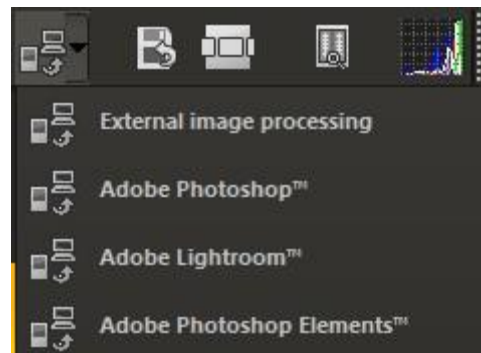 External image processing
Adobe Photoshop™
Adobe Lightroom™
Adobe Photoshop Elements™